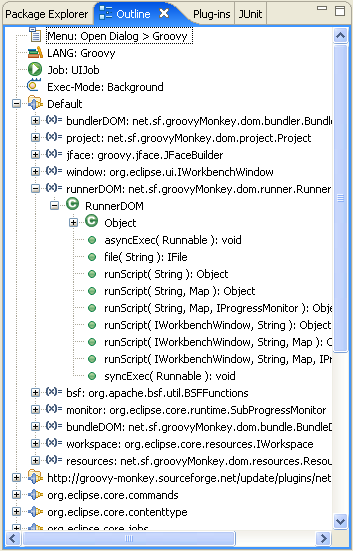 Package Explorer Outline Plug-ins JUnit
Menu: Open Dialog > Groovy
LANG: Groovy
Job: UIJob
Exec-Mode: Background
Default
bundlerDOM: net.sf.groovyMonkey.dom.bundler.Bundl
project: net.sf.groovyMonkey.dom.project.Project
jface: groovy.jface.JFaceBuilder
window: org.eclipse.ui.IWorkbenchWindow
runnerDOM: net.sf.groovyMonkey.dom.runner.Runner
RunnerDOM
Object
asyncExec( Runnable ): void
file( String ): IFile
runScript( String ): Object
runScript( String, Map ): Object
runScript( String, Map, IProgressMonitor ): Obje
runScript( IWorkbenchWindow, String ): Object
runScript( IWorkbenchWindow, String, Map ): O
runScript( IWorkbenchWindow, String, Map, IPr
syncExec( Runnable ): void
bsf: org.apache.bsf.util.BSFFunctions
monitor: org.eclipse.core.runtime.SubProgressMonitor
bundleDOM: net.sf.groovyMonkey.dom.bundle.BundleD
workspace: org.eclipse.core.resources.IWorkspace
resources: net.sf.groovyMonkey.dom.resources.Resou
http://groovy-monkey.sourceforge.net/update/plugins/net
org.eclipse.core.commands
org.eclipse.core.contenttype
org.eclipse.core.jobs